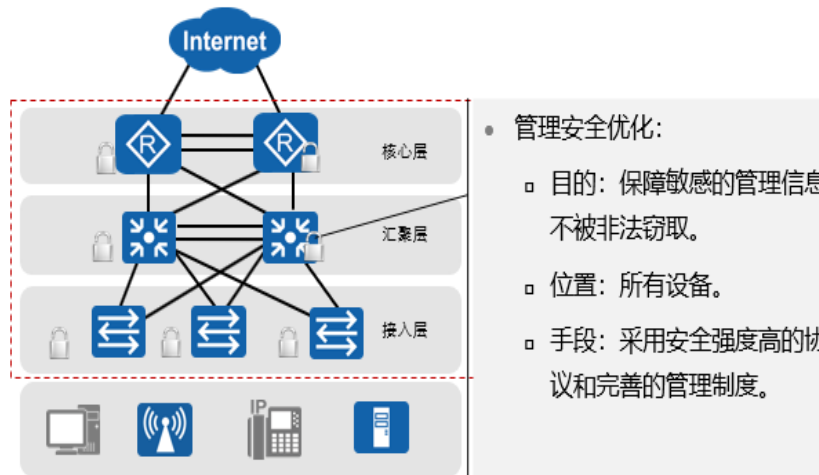 Internet
R
R
核心层
汇聚层
接入层
IP
管理安全优化：
目的：保障敏感的管理信息
不被非法窃取。
位置：所有设备。
手段：采用安全强度高的协
议和完善的管理制度。